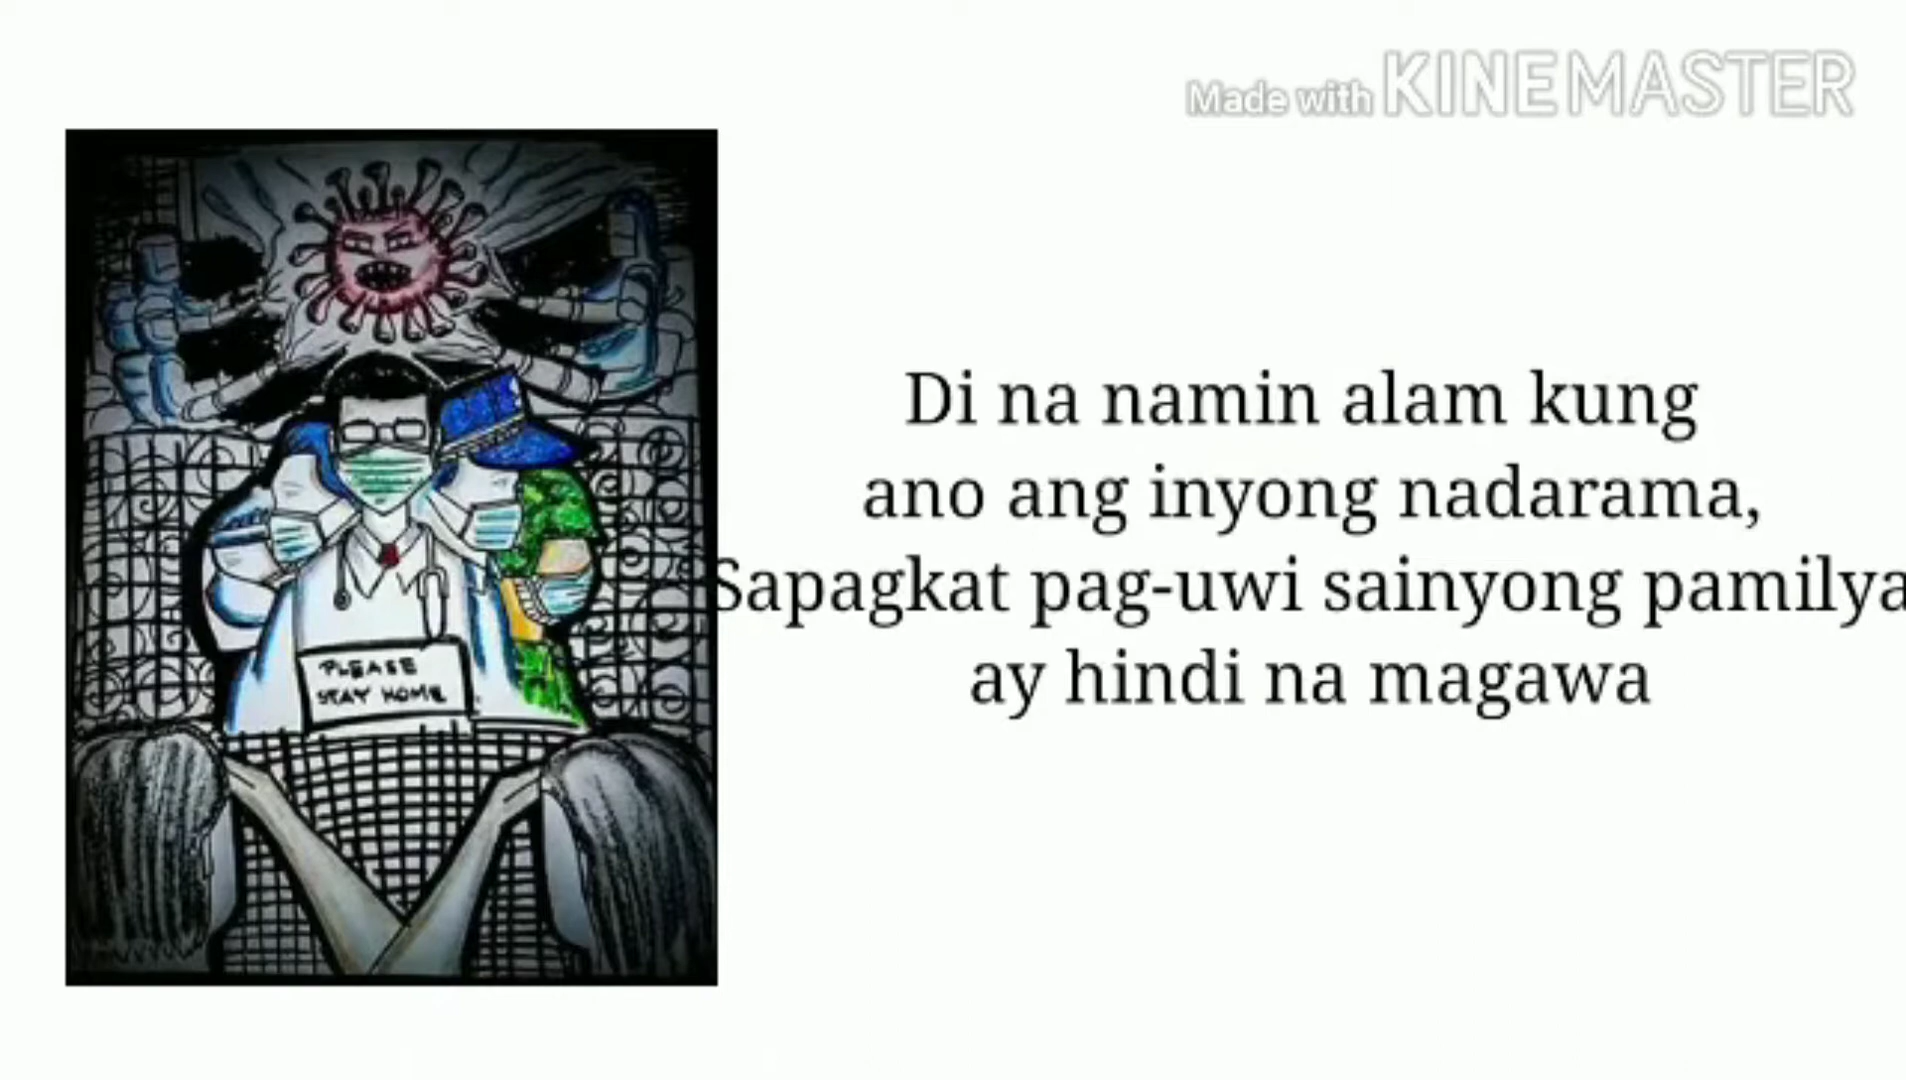 Made with KINEMASTER
Di na namin alam kung
ano ang inyong nadarama,
Sapagkat pag-uwi sainyong pamilya
ay hindi na magawa
PLEASE
STAY HOME